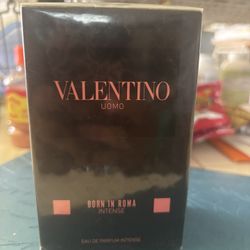 VALENTINO
UOMO
BORN IN ROMA
INTENSE
EAU DE PARFUM INTENSE